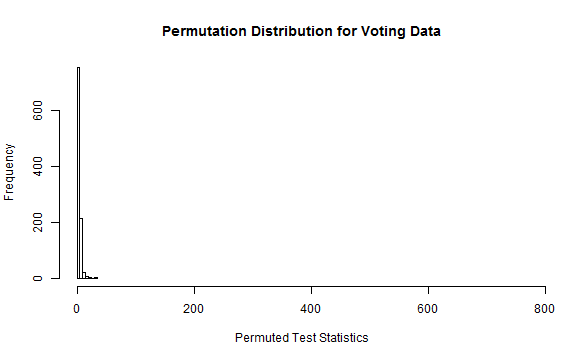 Permutation Distribution for Voting Data
Frequency
600
400
200
0
0 200 400 600 800
Permuted Test Statistics